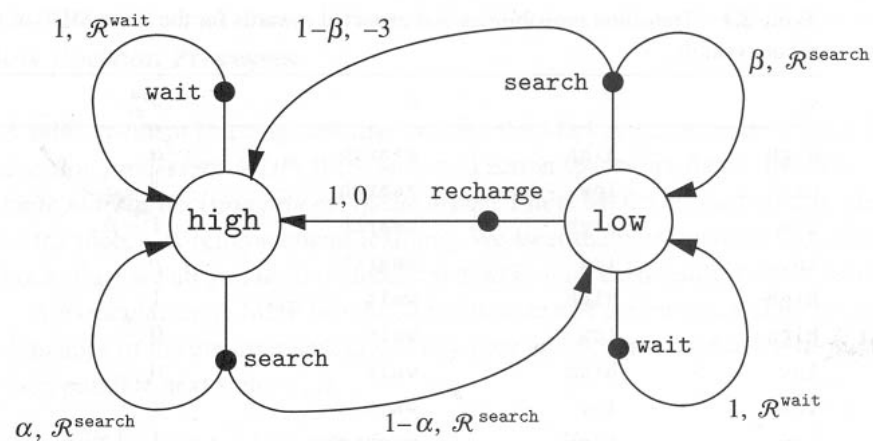 1, ℛ^wait
1−β, −3
β, ℛ^search
wait
search
recharge
1, 0
high
low
search
wait
α, ℛ^search
1−α, ℛ^search
1, ℛ^wait